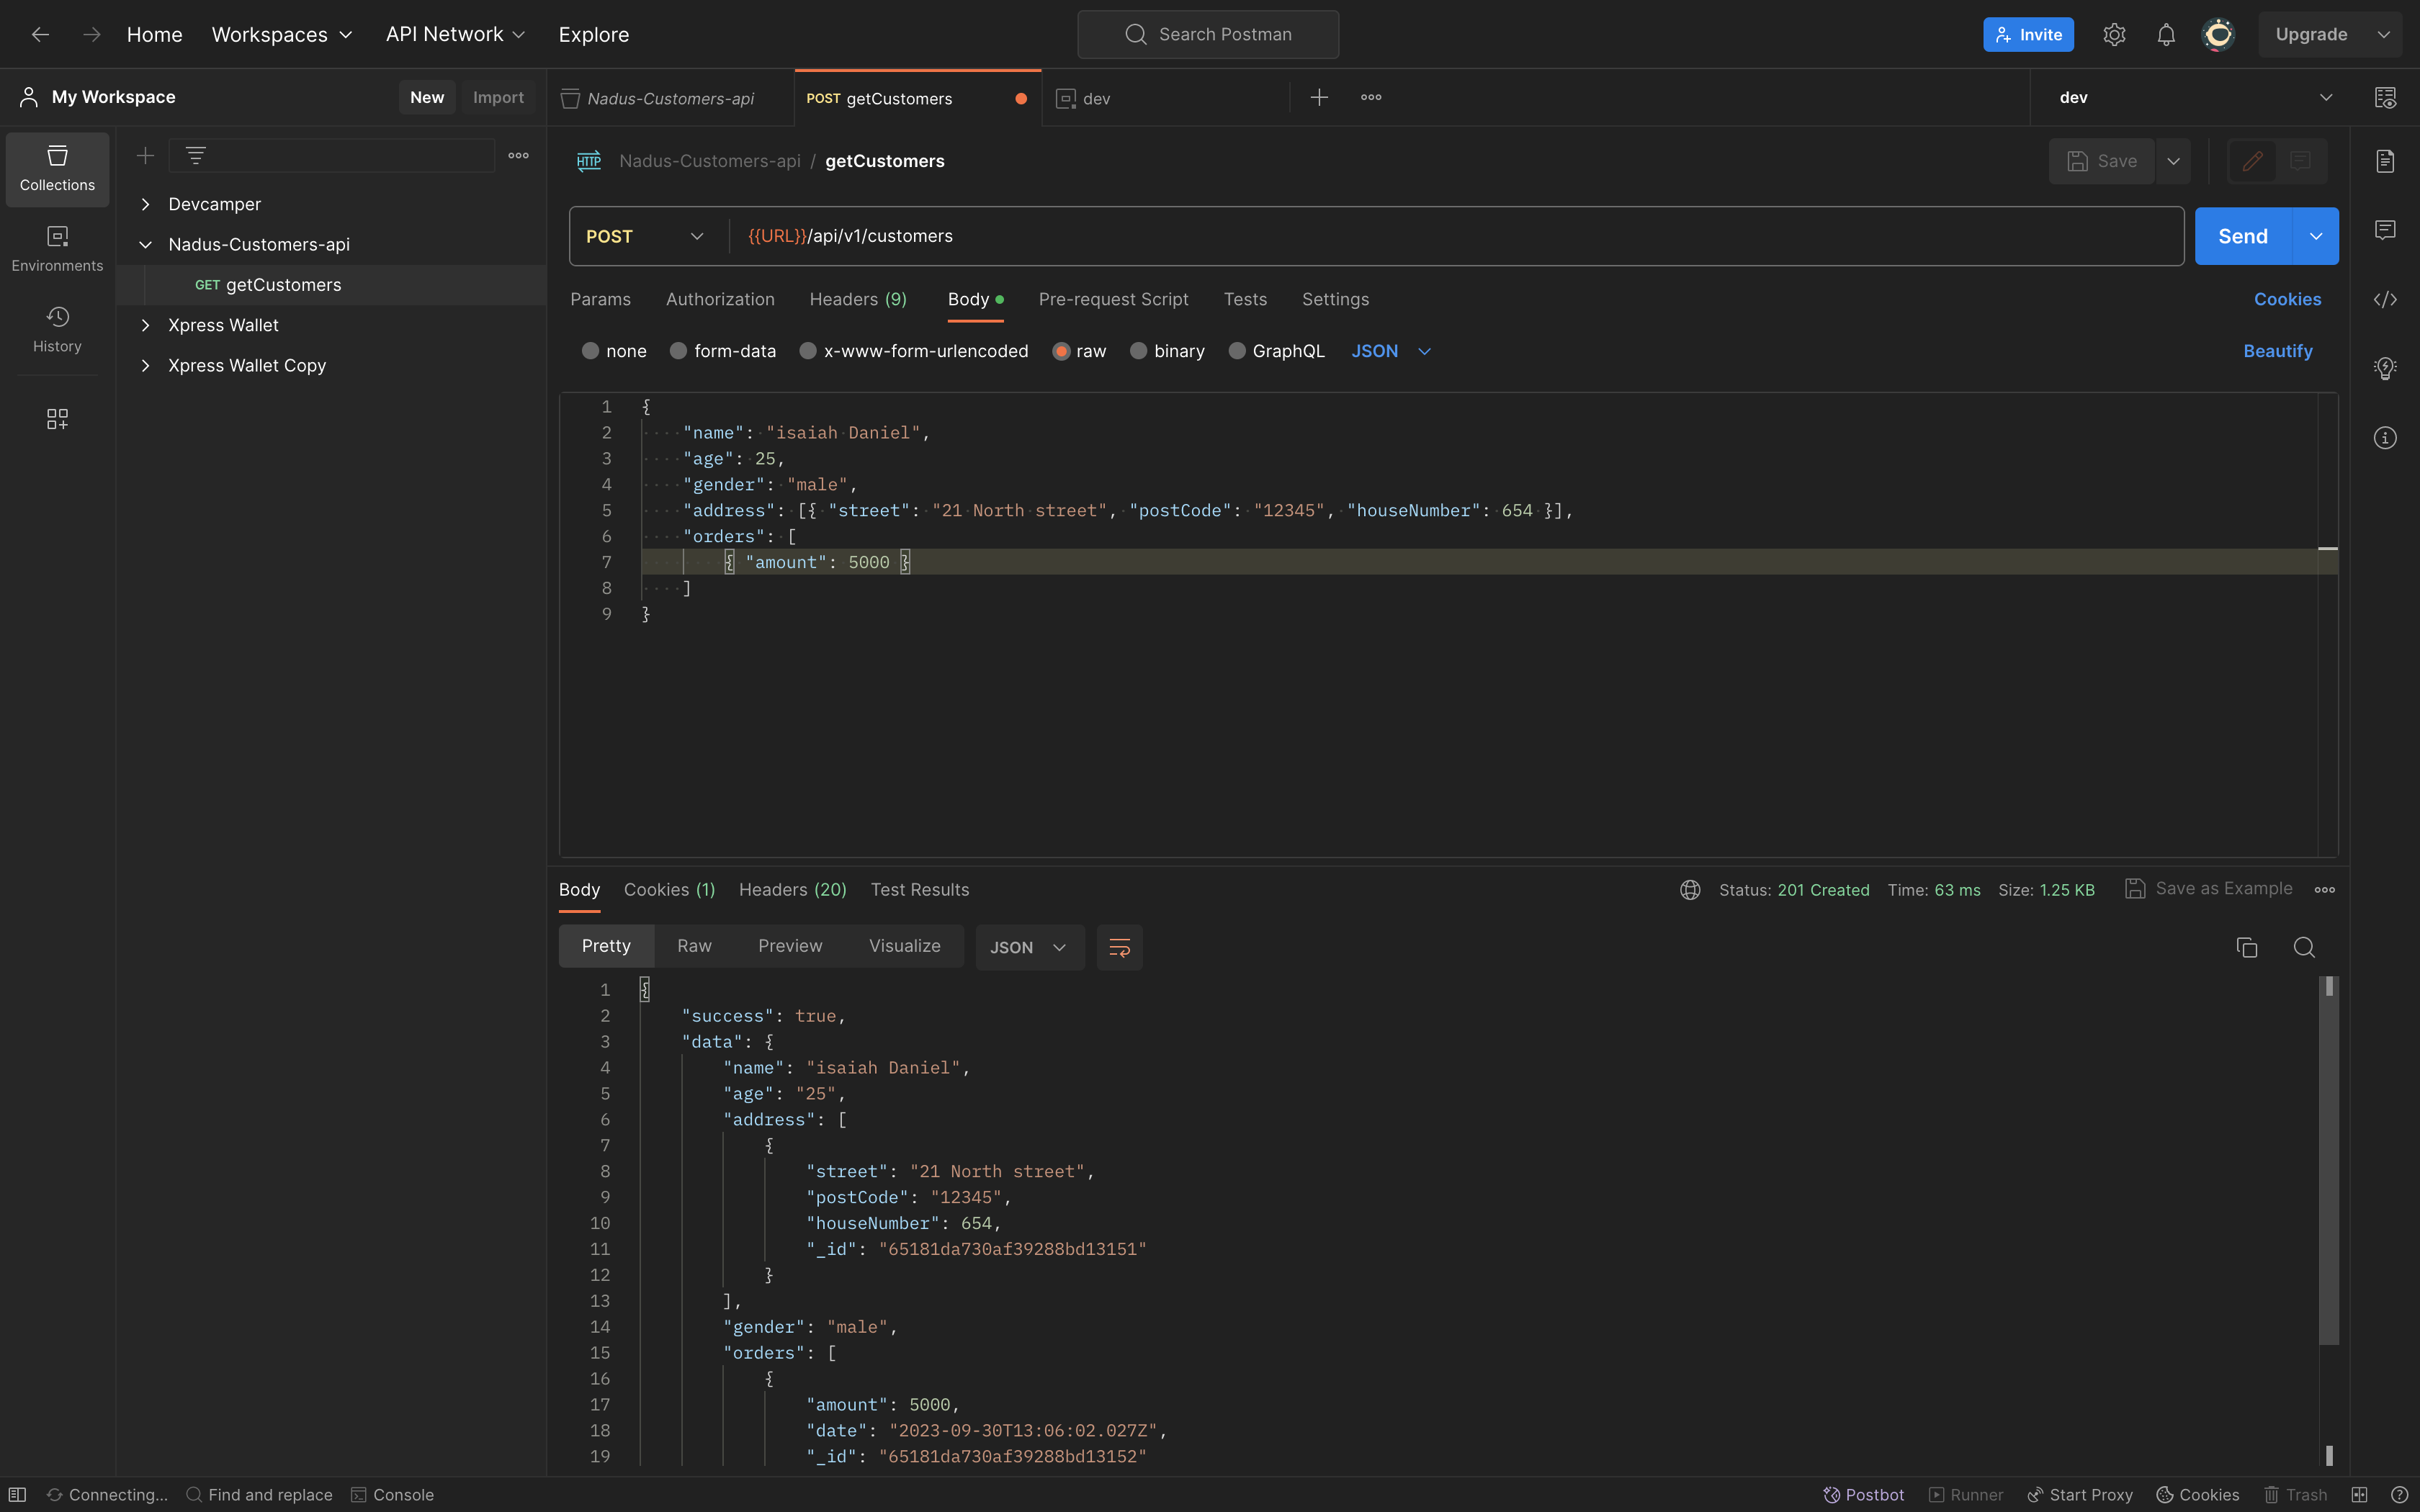 Home Workspaces API Network Explore Search Postman Invite Upgrade
My Workspace New Import Nadus-Customers-api POST getCustomers dev dev
Collections
Environments
History
Devcamper
Nadus-Customers-api
GET getCustomers
Xpress Wallet
Xpress Wallet Copy
HTTP Nadus-Customers-api / getCustomers Save
POST {{URL}}/api/v1/customers Send
Params Authorization Headers (9) Body Pre-request Script Tests Settings Cookies
none form-data x-www-form-urlencoded raw binary GraphQL JSON Beautify
1 {
2 "name": "isaiah Daniel",
3 "age": 25,
4 "gender": "male",
5 "address": [{ "street": "21 North street", "postCode": "12345", "houseNumber": 654 }],
6 "orders": [
7 { "amount": 5000 }
8 ]
9 }
Body Cookies (1) Headers (20) Test Results Status: 201 Created Time: 63 ms Size: 1.25 KB Save as Example
Pretty Raw Preview Visualize JSON
1 {
2 "success": true,
3 "data": {
4 "name": "isaiah Daniel",
5 "age": "25",
6 "address": [
7 {
8 "street": "21 North street",
9 "postCode": "12345",
10 "houseNumber": 654,
11 "_id": "65181da730af39288bd13151"
12 }
13 ],
14 "gender": "male",
15 "orders": [
16 {
17 "amount": 5000,
18 "date": "2023-09-30T13:06:02.027Z",
19 "_id": "65181da730af39288bd13152"
Connecting... Find and replace Console Postbot Runner Start Proxy Cookies Trash